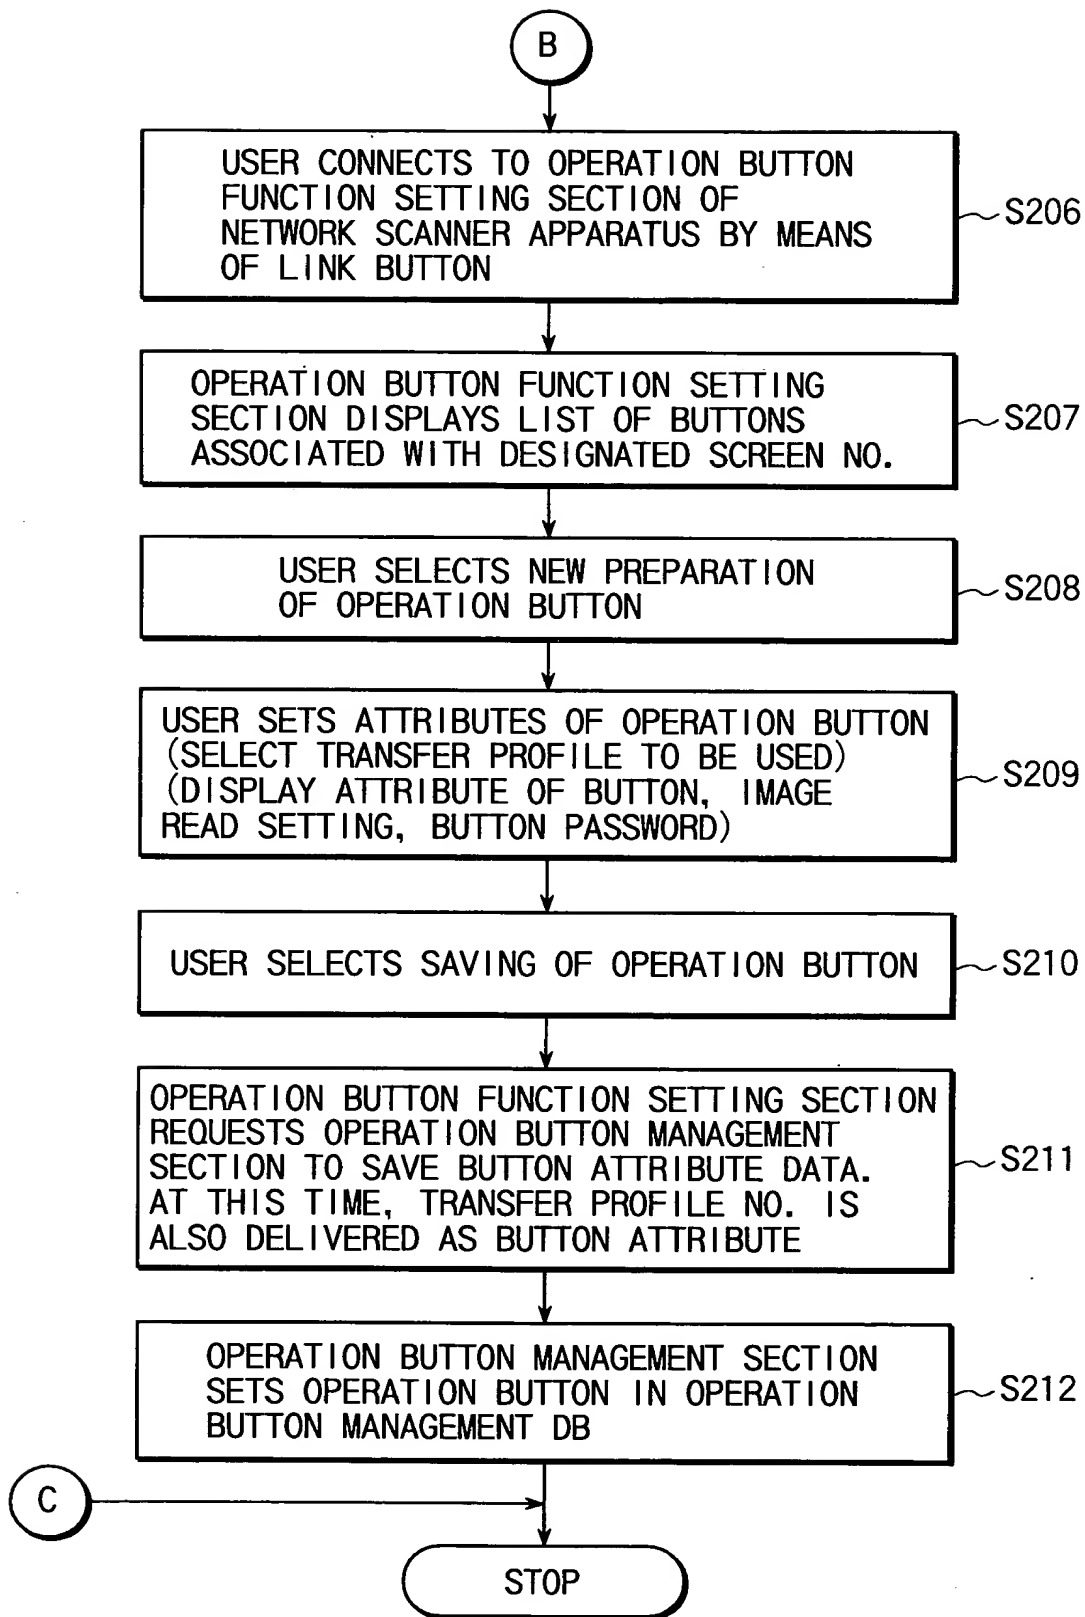 B
USER CONNECTS TO OPERATION BUTTON
FUNCTION SETTING SECTION OF
NETWORK SCANNER APPARATUS BY MEANS
OF LINK BUTTON
S206
OPERATION BUTTON FUNCTION SETTING
SECTION DISPLAYS LIST OF BUTTONS
ASSOCIATED WITH DESIGNATED SCREEN NO.
S207
USER SELECTS NEW PREPARATION
OF OPERATION BUTTON
S208
USER SETS ATTRIBUTES OF OPERATION BUTTON
(SELECT TRANSFER PROFILE TO BE USED)
(DISPLAY ATTRIBUTE OF BUTTON, IMAGE
READ SETTING, BUTTON PASSWORD)
S209
USER SELECTS SAVING OF OPERATION BUTTON
S210
OPERATION BUTTON FUNCTION SETTING SECTION
REQUESTS OPERATION BUTTON MANAGEMENT
SECTION TO SAVE BUTTON ATTRIBUTE DATA.
AT THIS TIME, TRANSFER PROFILE NO. IS
ALSO DELIVERED AS BUTTON ATTRIBUTE
S211
OPERATION BUTTON MANAGEMENT SECTION
SETS OPERATION BUTTON IN OPERATION
BUTTON MANAGEMENT DB
S212
C
STOP